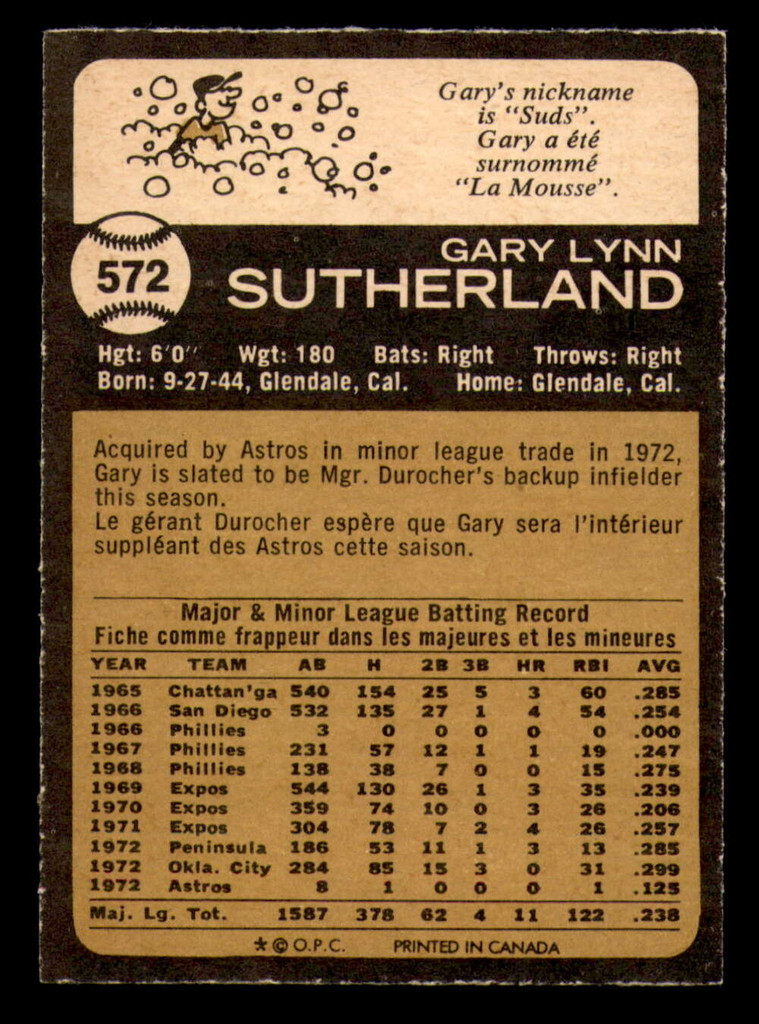 Gary's nickname
is "Suds".
Gary a été
surnommé
"La Mousse".
572
GARY LYNN
SUTHERLAND
Hgt: 6'0" Wgt: 180 Bats: Right Throws: Right
Born: 9-27-44, Glendale, Cal. Home: Glendale, Cal.
Acquired by Astros in minor league trade in 1972,
Gary is slated to be Mgr. Durocher's backup infielder
this season.
Le gérant Durocher espère que Gary sera l'intérieur
suppléant des Astros cette saison.
Major & Minor League Batting Record
Fiche comme frappeur dans les majeures et les mineures
YEAR TEAM AB H 2B 3B HR RBI AVG
1965 Chattan'ga 540 154 25 5 3 60 .285
1966 San Diego 532 135 27 1 4 54 .254
1966 Phillies 3 0 0 0 0 0 .000
1967 Phillies 231 57 12 1 1 19 .247
1968 Phillies 138 38 7 0 0 15 .275
1969 Expos 544 130 26 1 3 35 .239
1970 Expos 359 74 10 0 3 26 .206
1971 Expos 304 78 7 2 4 26 .257
1972 Peninsula 186 53 11 1 3 13 .285
1972 Okla. City 284 85 15 3 0 31 .299
1972 Astros 8 1 0 0 0 1 .125
Maj. Lg. Tot. 1587 378 62 4 11 122 .238
* © O.P.C. PRINTED IN CANADA